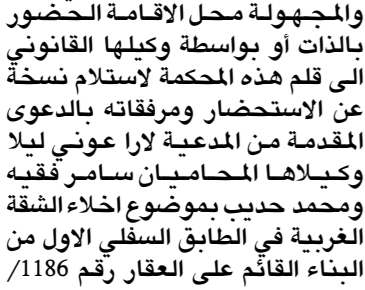 والمجهولة محل الاقامة الحضور
بالذات أو بواسطة وكيلها القانوني
الى قلم هذه المحكمة لاستلام نسخة
عن الاستحضار ومرفقاته بالدعوى
المقدمة من المدعية لارا عوني ليلا
وكيلاها المحاميان سامر فقيه
ومحمد حديب بموضوع اخلاء الشقة
الغربية في الطابق السفلي الاول من
البناء القائم على العقار رقم 1186/